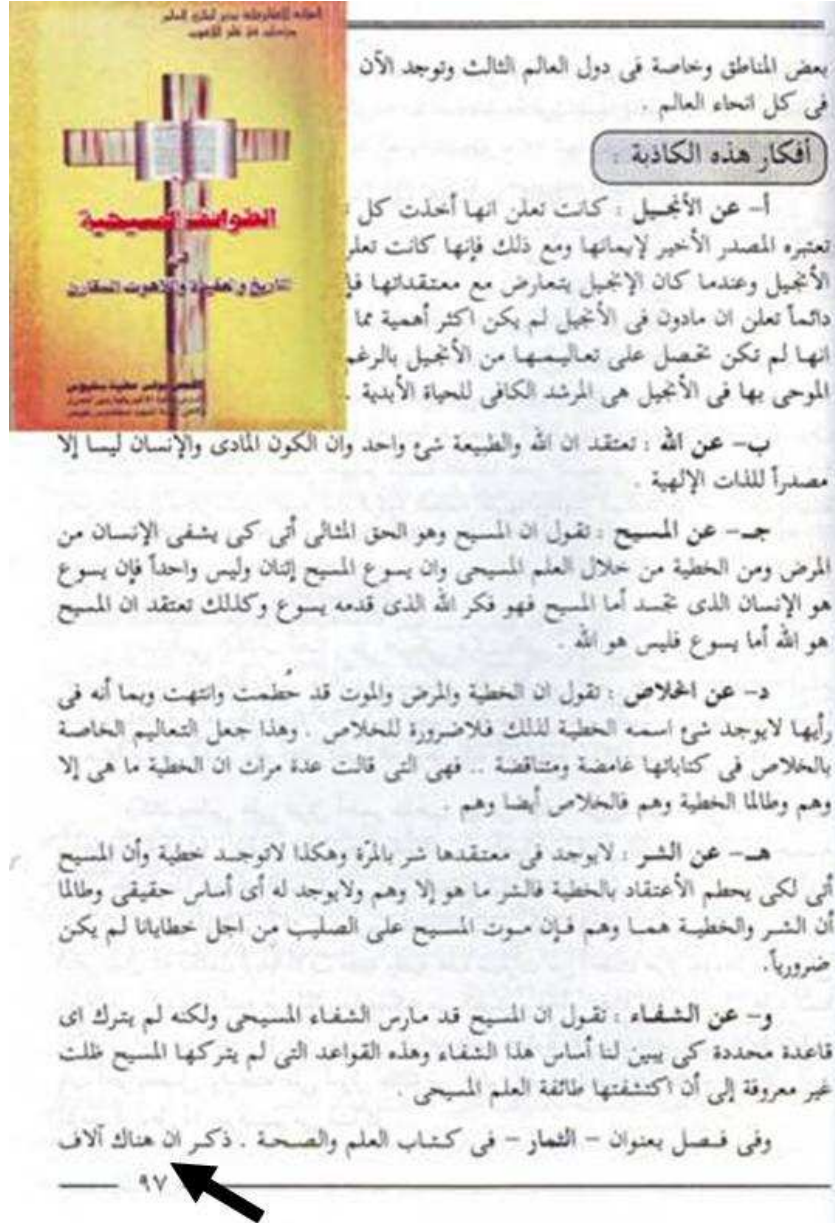 الطوائف المسيحية
فى
التاريخ والعقيدة واللاهوت المقارن
بعض المناطق وخاصة فى دول العالم الثالث وتوجد الآن
فى كل انحاء العالم .
أفكار هذه الكاذبة :
أ- عن الأنجيل : كانت تعلن انها أخذت كل
تعتبره المصدر الأخير لإيمانها ومع ذلك فإنها كانت تعلن
الأنجيل وعندما كان الإنجيل يتعارض مع معتقداتها
دائماً تعلن ان مادون فى الأنجيل لم يكن اكثر أهمية مما
انها لم تكن تحصل على تعاليمها من الأنجيل بالرغم
الموحى بها فى الأنجيل هى المرشد الكافى للحياة الأبدية .
ب- عن الله : تعتقد ان الله والطبيعة شئ واحد وان الكون المادى والإنسان ليسا إلا
مصدراً للذات الإلهية .
جـ- عن المسيح : تقول ان المسيح وهو الحق المثالى أتى كى يشفى الإنسان من
المرض ومن الخطية من خلال العلم المسيحى وان يسوع المسيح إثنان وليس واحداً فإن يسوع
هو الإنسان الذى تجسد أما المسيح فهو فكر الله الذى قدمه يسوع وكذلك تعتقد ان المسيح
هو الله أما يسوع فليس هو الله .
د- عن الخلاص : تقول ان الخطية والمرض والموت قد حُطمت وانتهت وبما أنه فى
رأيها لايوجد شئ اسمه الخطية لذلك فلاضرورة للخلاص . وهذا جعل التعاليم الخاصة
بالخلاص فى كتاباتها غامضة ومتناقضة .. فهى التى قالت عدة مرات ان الخطية ما هى إلا
وهم وطالما الخطية وهم فالخلاص أيضا وهم .
هـ- عن الشر : لايوجد فى معتقدها شر بالمرّة وهكذا لاتوجد خطية وأن المسيح
أتى لكى يحطم الأعتقاد بالخطية فالشر ما هو إلا وهم ولايوجد له أى أساس حقيقى وطالما
ان الشر والخطية هما وهم فإن موت المسيح على الصليب من اجل خطايانا لم يكن
ضرورياً.
و- عن الشفاء : تقول ان المسيح قد مارس الشفاء المسيحى ولكنه لم يترك اى
قاعدة محددة كى يبين لنا أساس هذا الشفاء وهذه القواعد التى لم يتركها المسيح ظلت
غير معروفة إلى أن اكتشفتها طائفة العلم المسيحى .
وفى فصل بعنوان - الثمار - فى كتاب العلم والصحة . ذكر ان هناك آلاف
٩٧